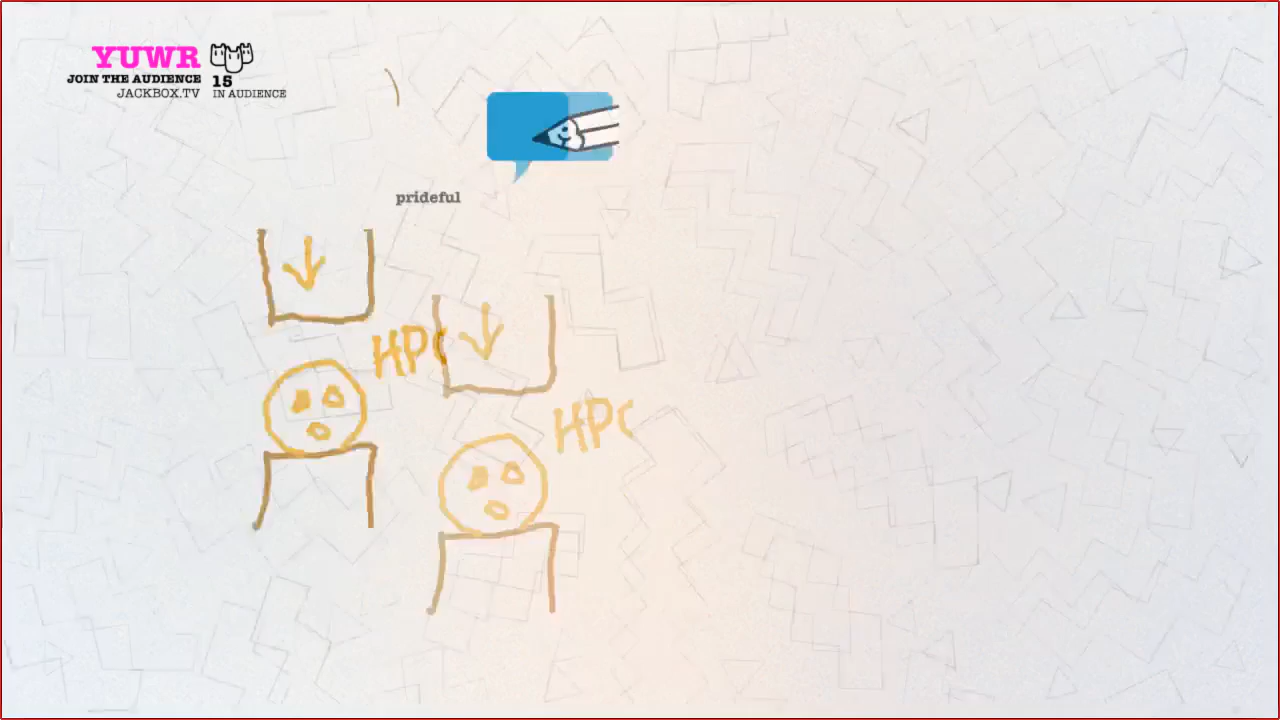 YUWR
JOIN THE AUDIENCE
JACKBOX.TV
15
IN AUDIENCE
prideful
HPC
HPC